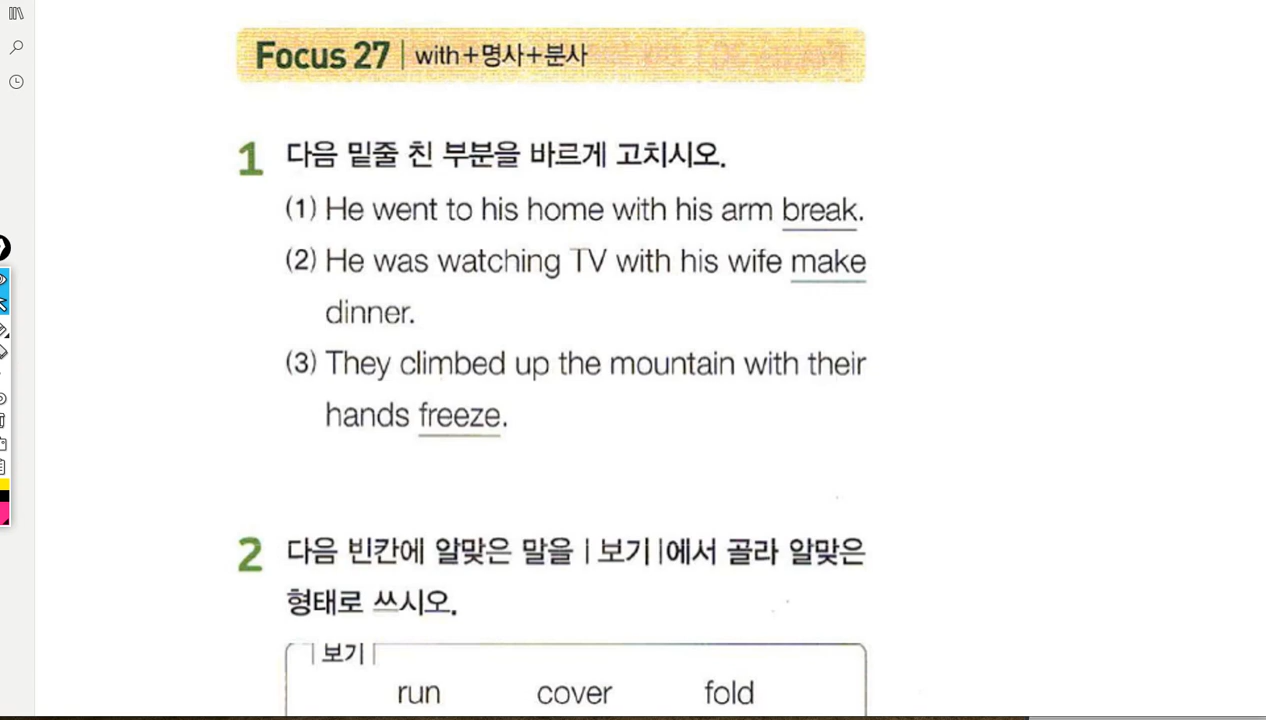 Focus 27 | with+명사+분사
1 다음 밑줄 친 부분을 바르게 고치시오.
(1) He went to his home with his arm break.
(2) He was watching TV with his wife make
dinner.
(3) They climbed up the mountain with their
hands freeze.
2 다음 빈칸에 알맞은 말을 |보기|에서 골라 알맞은
형태로 쓰시오.
|보기|
run cover fold